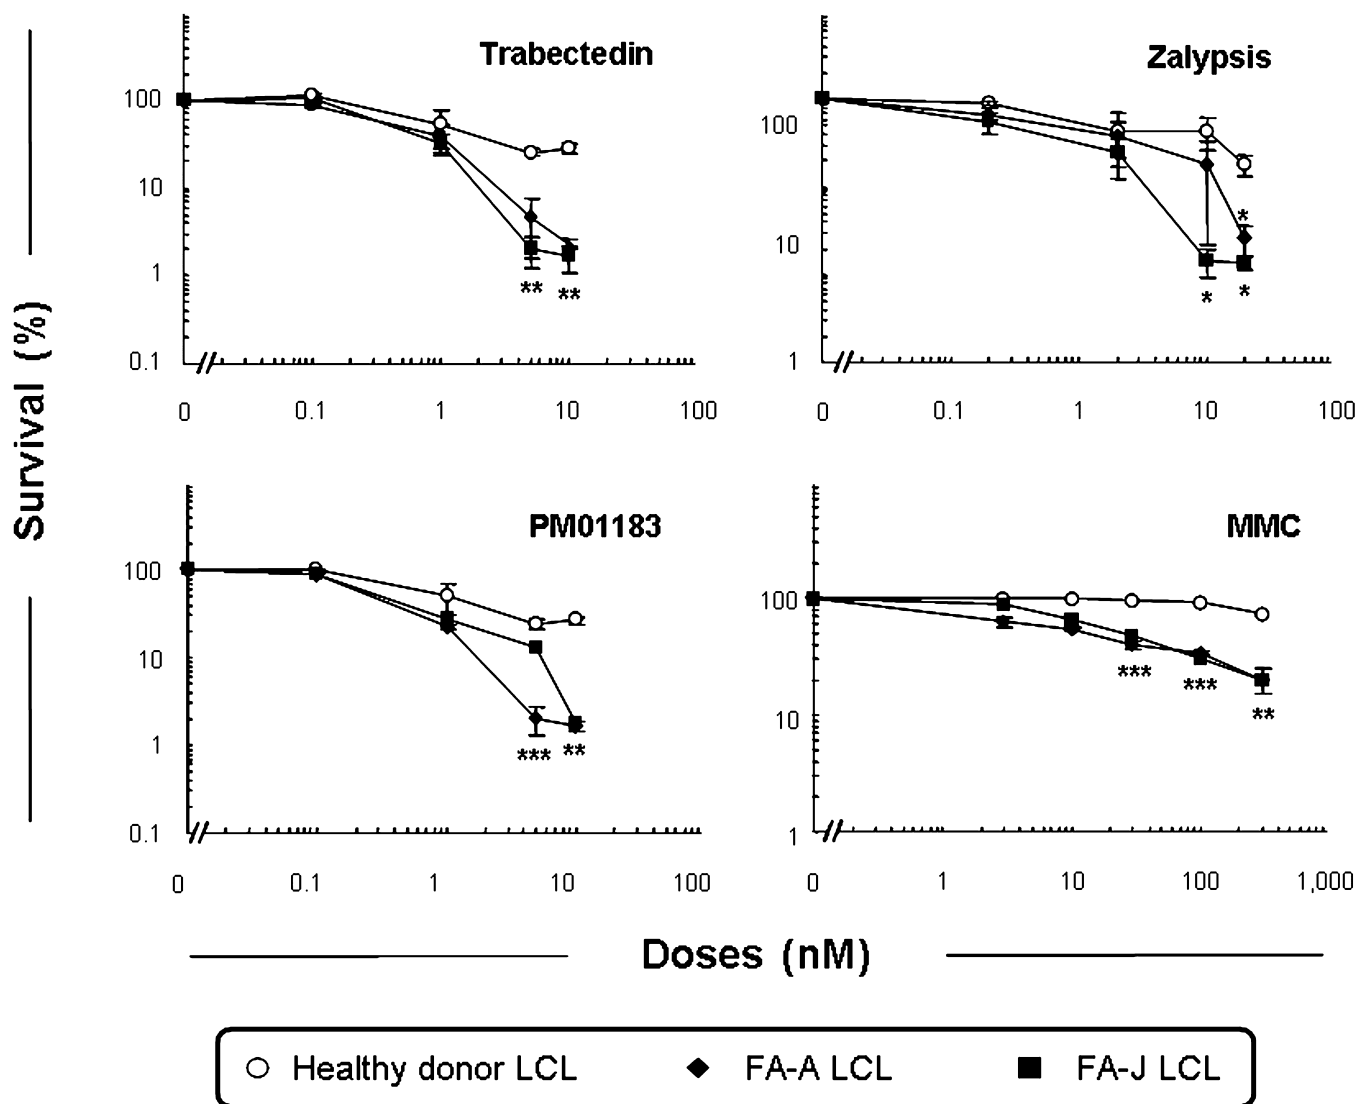 Trabectedin
100
10
1
0.1
0 0.1 1 10 100
** **
Zalypsis
100
10
1
0 0.1 1 10 100
*
* *
Survival (%)
PM01183
100
10
1
0.1
0 0.1 1 10 100
*** **
MMC
100
10
1
0 1 10 100 1,000
*** *** **
Doses (nM)
Healthy donor LCL FA-A LCL FA-J LCL